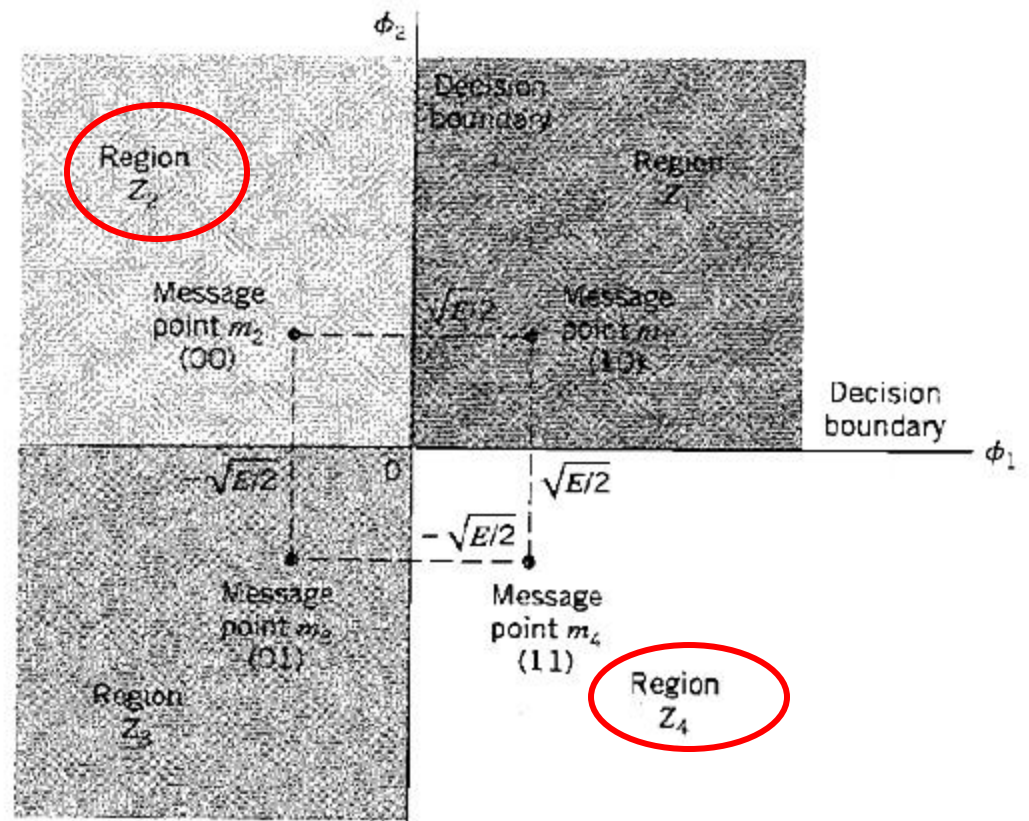 ϕ₂
Decision
boundary
Region
Z₂
Region
Z₁
Message
point m₂
(00)
√E/2
Message
point m
(10)
Decision
boundary
ϕ₁
0
-√E/2
√E/2
-√E/2
Message
point m₃
(01)
Message
point m₄
(11)
Region
Z₃
Region
Z₄